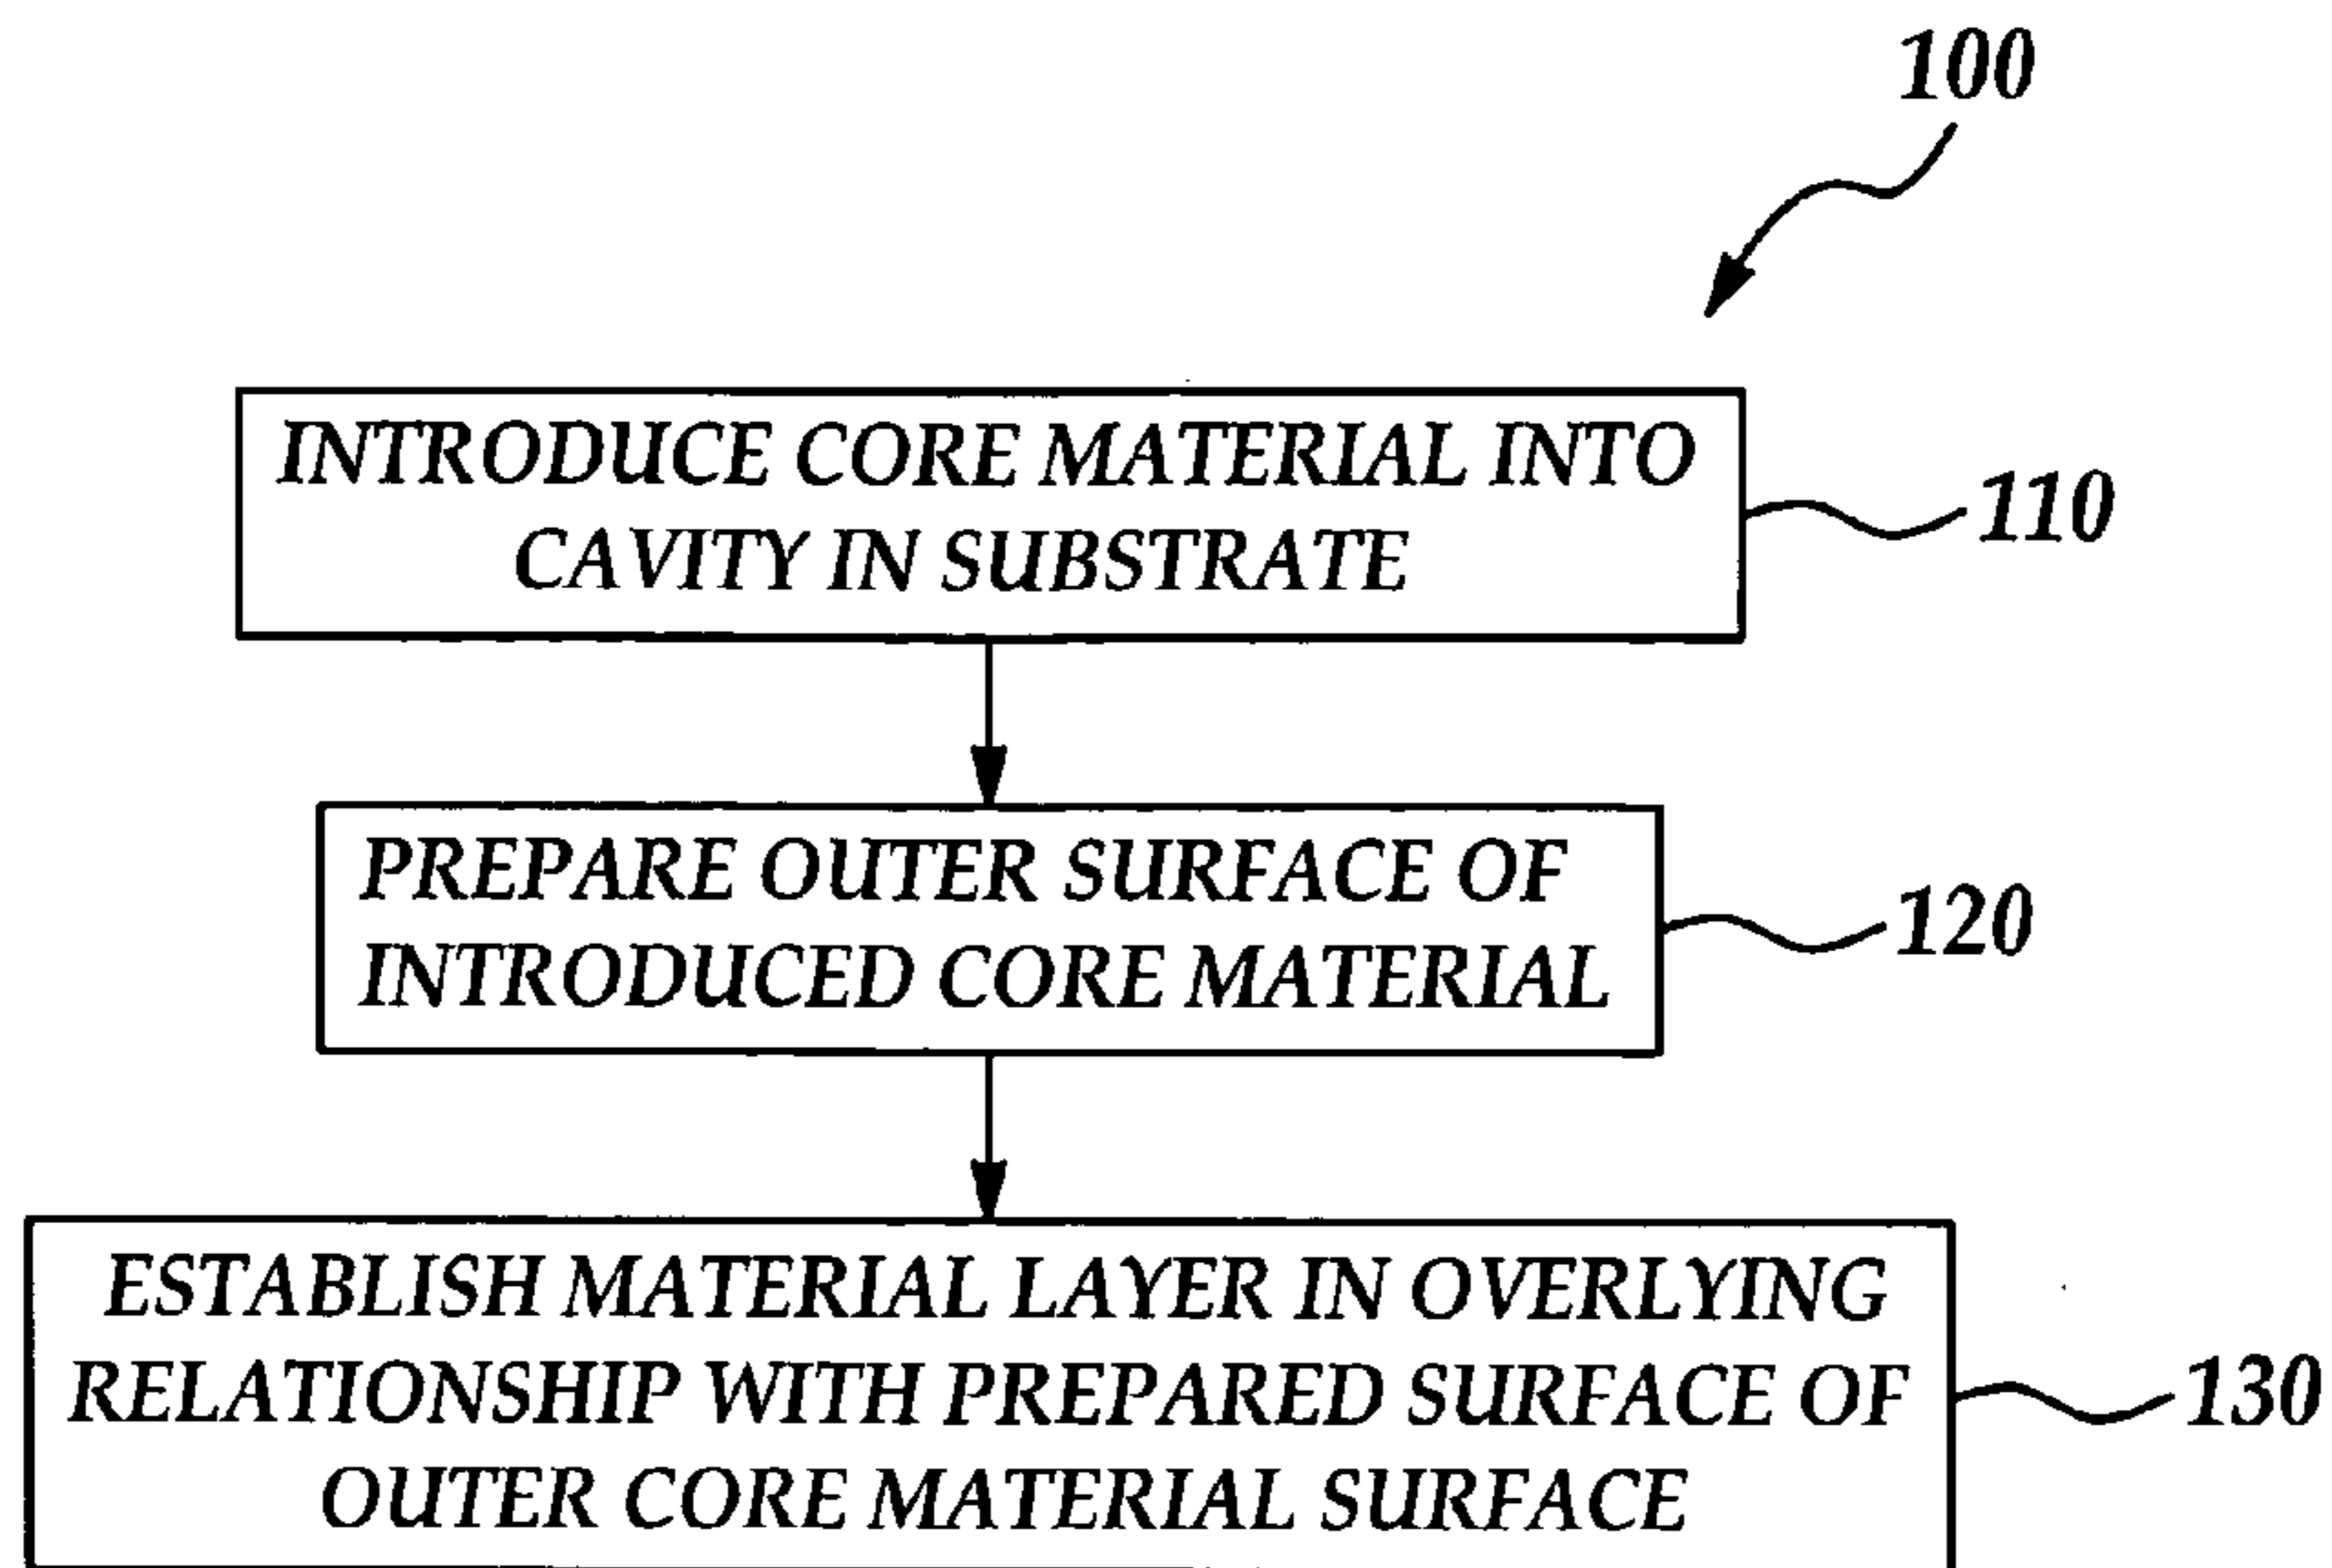 100
INTRODUCE CORE MATERIAL INTO
CAVITY IN SUBSTRATE
110
PREPARE OUTER SURFACE OF
INTRODUCED CORE MATERIAL
120
ESTABLISH MATERIAL LAYER IN OVERLYING
RELATIONSHIP WITH PREPARED SURFACE OF
OUTER CORE MATERIAL SURFACE
130